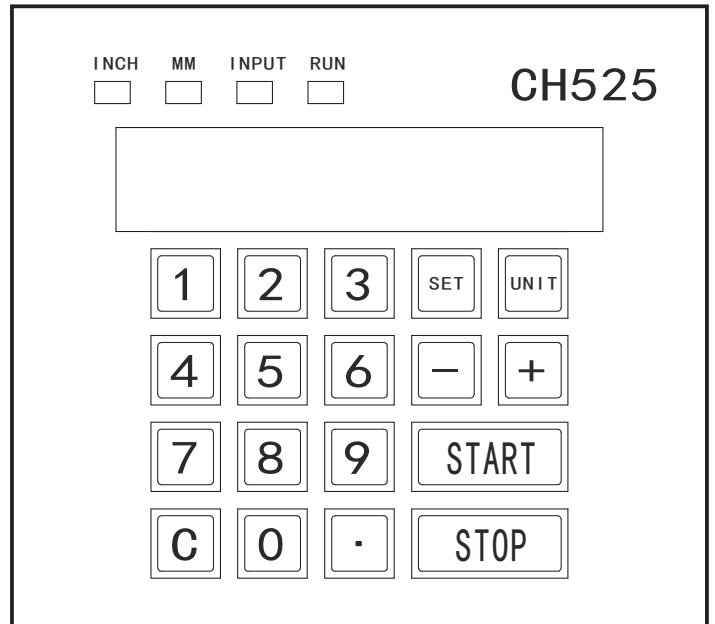 INCH MM INPUT RUN
CH525
1 2 3 SET UNIT
4 5 6 - +
7 8 9 START
C 0 . STOP